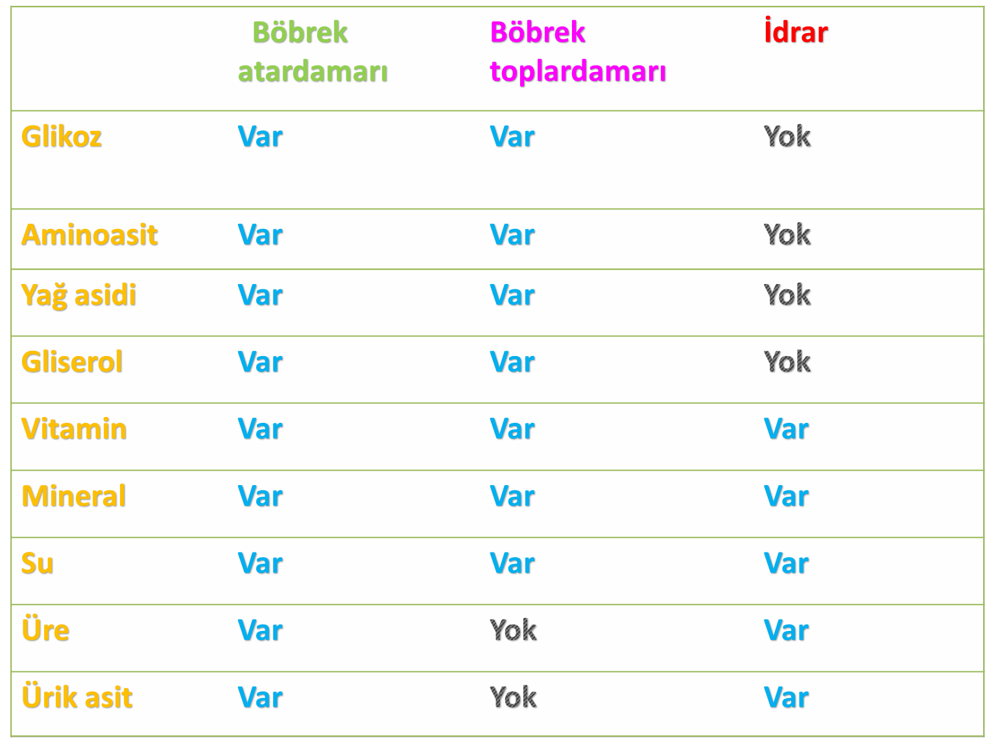 Böbrek atardamarı Böbrek toplardamarı İdrar
Glikoz Var Var Yok
Aminoasit Var Var Yok
Yağ asidi Var Var Yok
Gliserol Var Var Yok
Vitamin Var Var Var
Mineral Var Var Var
Su Var Var Var
Üre Var Yok Var
Ürik asit Var Yok Var